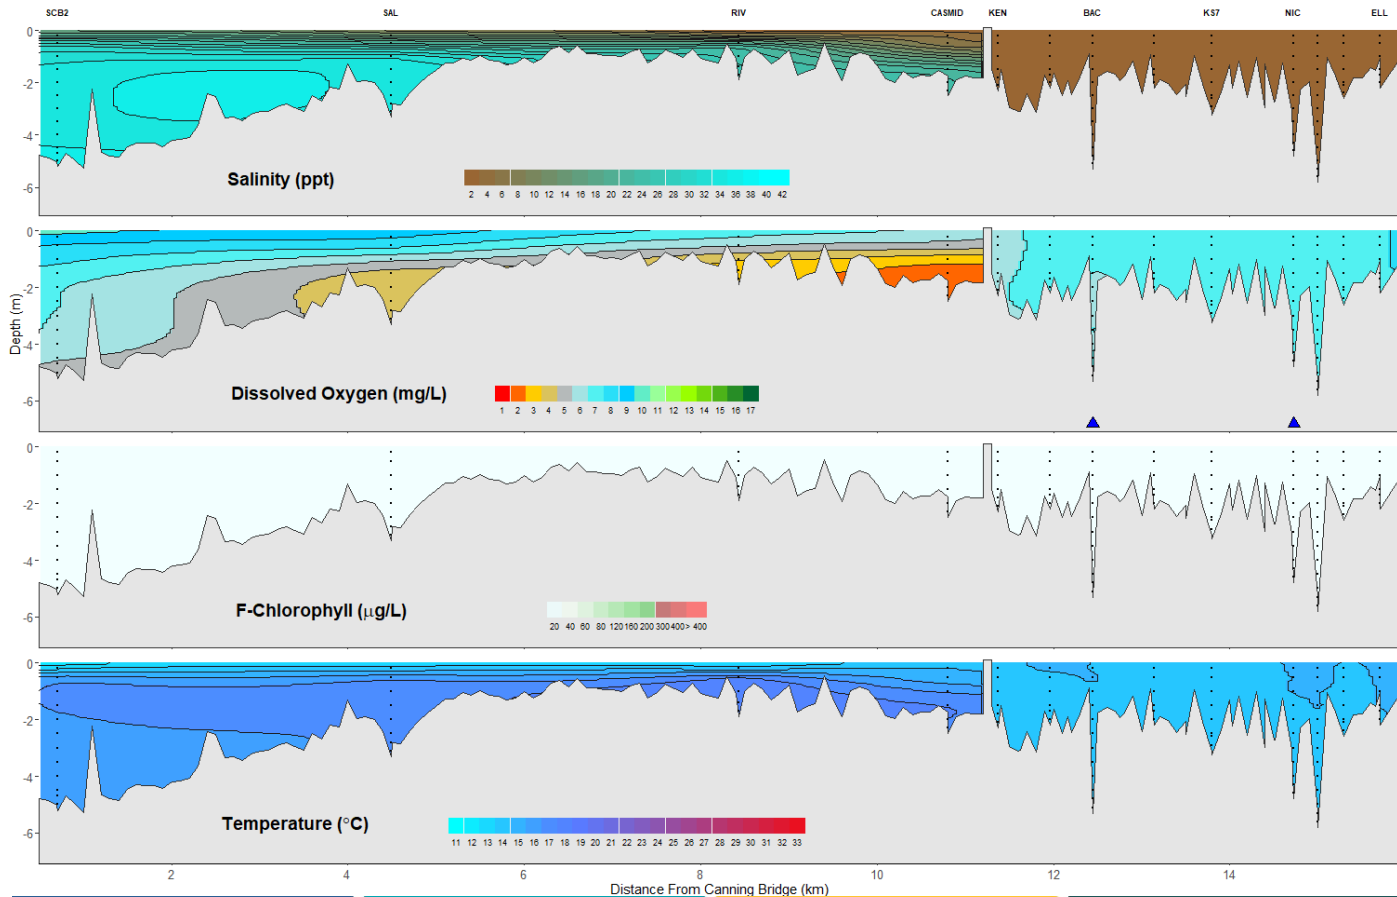 SCB2 SAL RIV CASMID KEN BAC KS7 NIC ELL
0
-2
-4
-6
Salinity (ppt)
2 4 6 8 10 12 14 16 18 20 22 24 26 28 30 32 34 36 38 40 42
0
-2
-4
-6
Dissolved Oxygen (mg/L)
1 2 3 4 5 6 7 8 9 10 11 12 13 14 15 16 17
Depth (m)
0
-2
-4
-6
F-Chlorophyll (μg/L)
20 40 60 80 120 160 200 300 400 > 400
0
-2
-4
-6
Temperature (°C)
11 12 13 14 15 16 17 18 19 20 21 22 23 24 25 26 27 28 29 30 31 32 33
2 4 6 8 10 12 14
Distance From Canning Bridge (km)